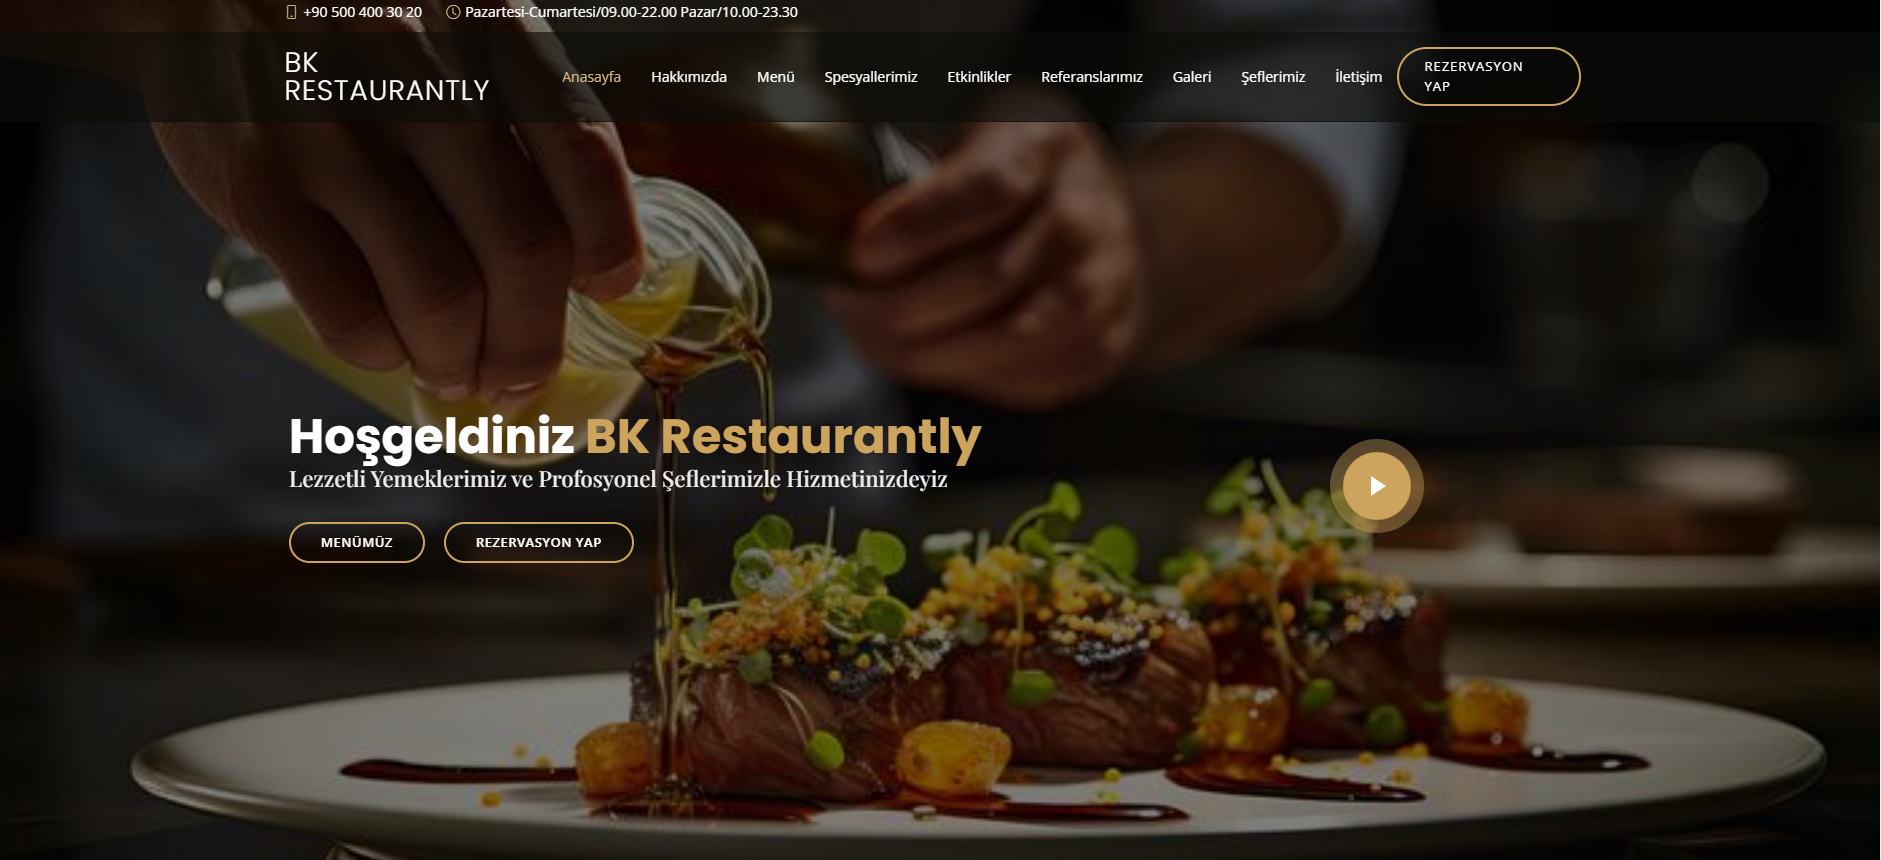 +90 500 400 30 20 Pazartesi-Cumartesi/09.00-22.00 Pazar/10.00-23.30
BK
RESTAURANTLY
Anasayfa Hakkımızda Menü Spesyallerimiz Etkinlikler Referanslarımız Galeri Şeflerimiz İletişim
REZERVASYON
YAP
Hoşgeldiniz BK Restaurantly
Lezzetli Yemeklerimiz ve Profosyonel Şeflerimizle Hizmetinizdeyiz
MENÜMÜZ REZERVASYON YAP